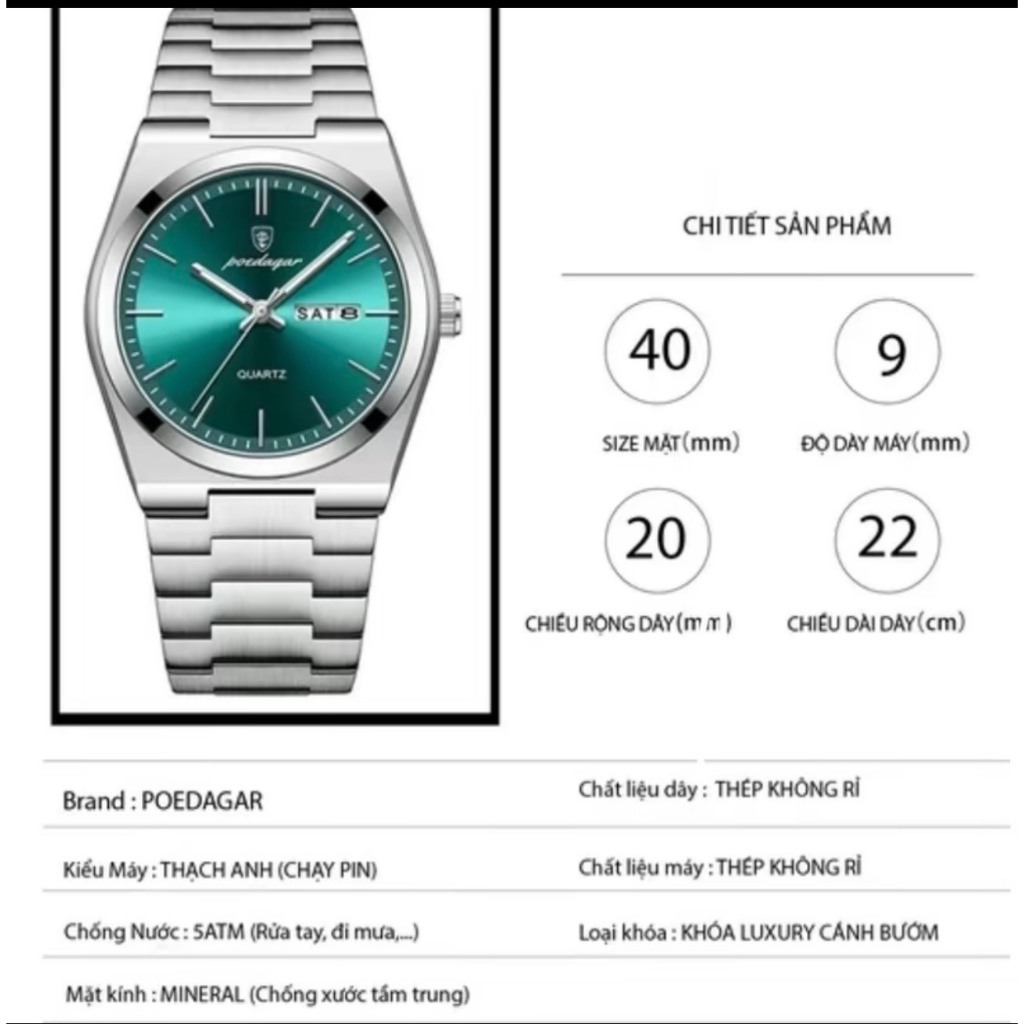 poedagar
SAT 8
QUARTZ
CHI TIẾT SẢN PHẨM
40
9
SIZE MẶT(mm)
ĐỘ DÀY MÁY(mm)
20
22
CHIỀU RỘNG DÂY(mm)
CHIỀU DÀI DÂY(cm)
Brand : POEDAGAR
Chất liệu dây : THÉP KHÔNG RỈ
Kiểu Máy : THẠCH ANH (CHẠY PIN)
Chất liệu máy : THÉP KHÔNG RỈ
Chống Nước : 5ATM (Rửa tay, đi mưa,...)
Loại khóa : KHÓA LUXURY CÁNH BƯỚM
Mặt kính : MINERAL (Chống xước tầm trung)